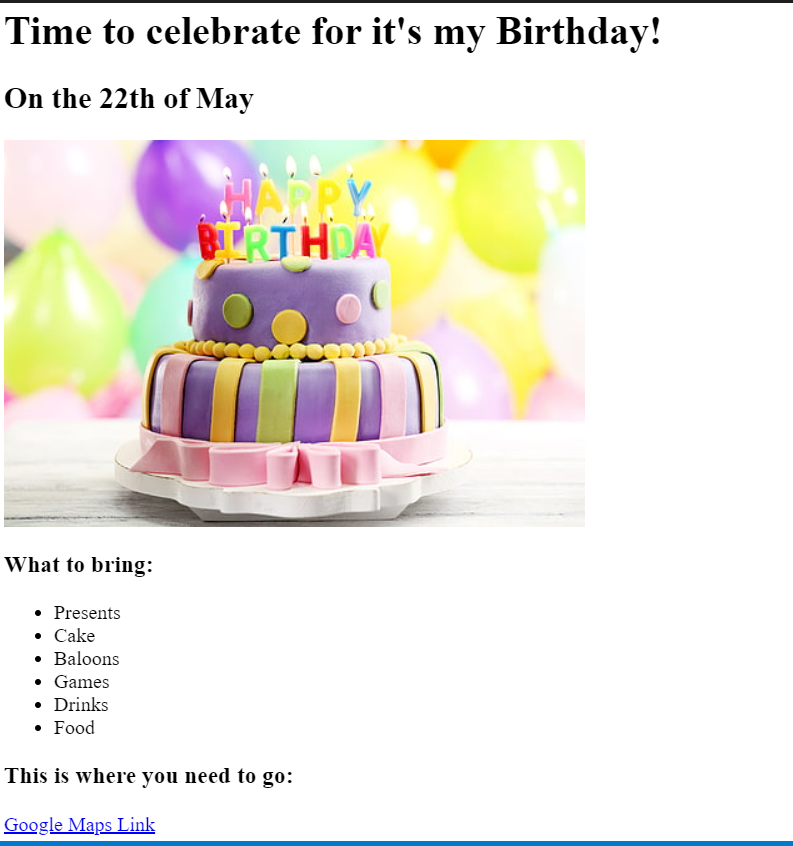 Time to celebrate for it's my Birthday!
On the 22th of May
HAPPY
BIRTHDAY
What to bring:
Presents
Cake
Baloons
Games
Drinks
Food
This is where you need to go:
Google Maps Link